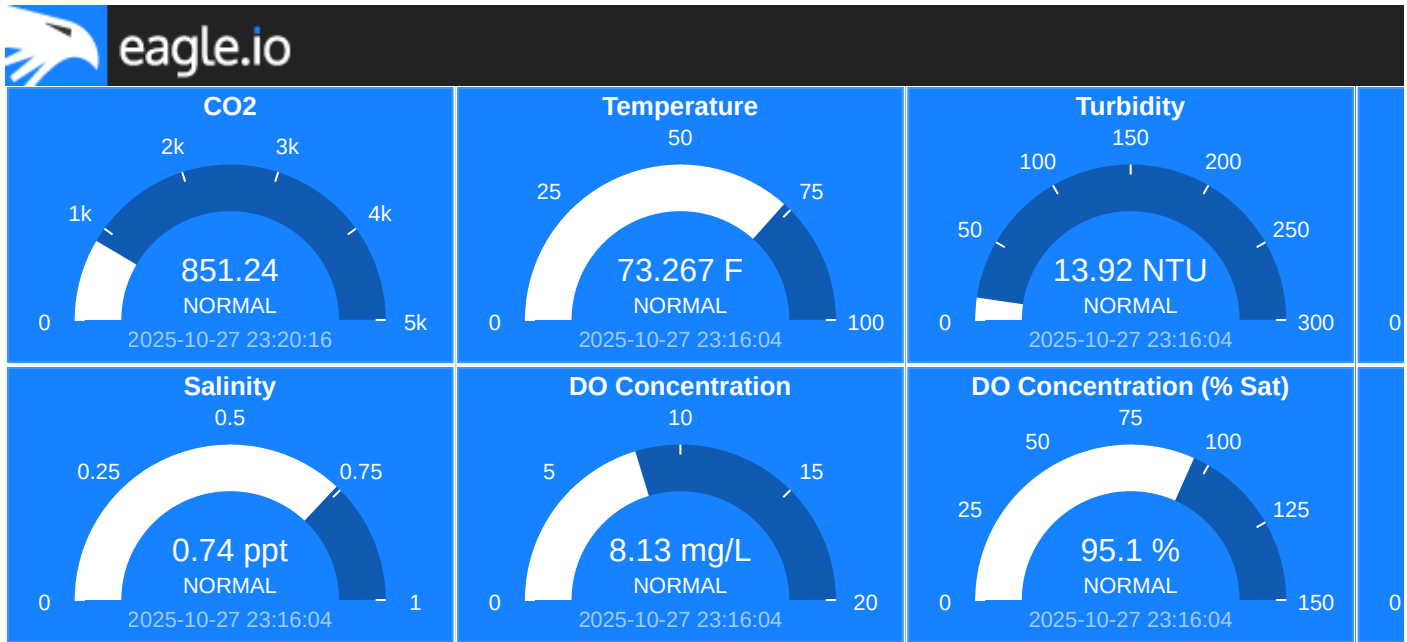 eagle.io
CO2
0
1k
2k
3k
4k
5k
851.24
NORMAL
2025-10-27 23:20:16
Temperature
0
25
50
75
100
73.267 F
NORMAL
2025-10-27 23:16:04
Turbidity
0
50
100
150
200
250
300
13.92 NTU
NORMAL
2025-10-27 23:16:04
0
Salinity
0
0.25
0.5
0.75
1
0.74 ppt
NORMAL
2025-10-27 23:16:04
DO Concentration
0
5
10
15
20
8.13 mg/L
NORMAL
2025-10-27 23:16:04
DO Concentration (% Sat)
0
25
50
75
100
125
150
95.1 %
NORMAL
2025-10-27 23:16:04
0